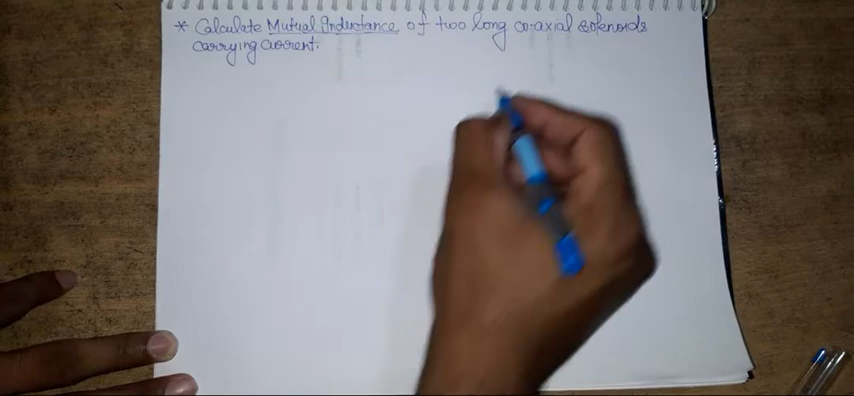 * Calculate Mutual Inductance of two long co-axial solenoids
carrying current.